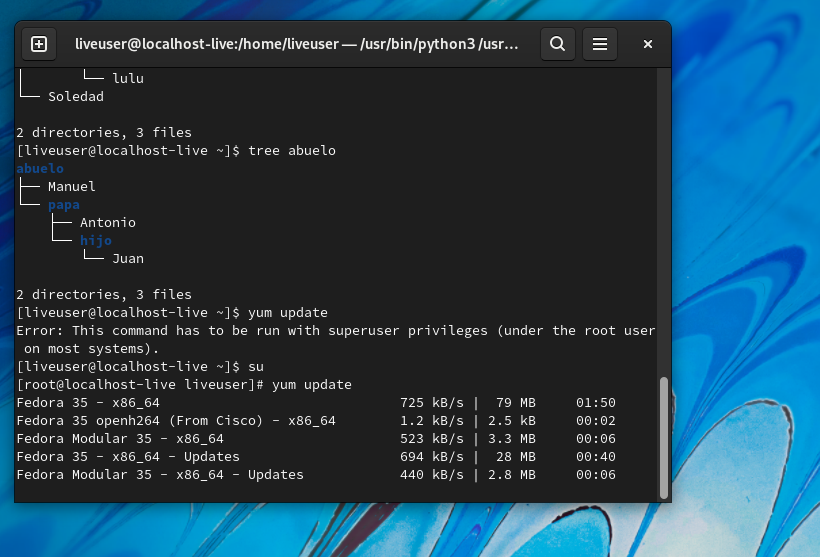 liveuser@localhost-live:/home/liveuser — /usr/bin/python3 /usr...
│       └── lulu
└── Soledad
2 directories, 3 files
[liveuser@localhost-live ~]$ tree abuelo
abuelo
├── Manuel
└── papa
    ├── Antonio
    └── hijo
        └── Juan
2 directories, 3 files
[liveuser@localhost-live ~]$ yum update
Error: This command has to be run with superuser privileges (under the root user
 on most systems).
[liveuser@localhost-live ~]$ su
[root@localhost-live liveuser]# yum update
Fedora 35 - x86_64                              725 kB/s |  79 MB     01:50
Fedora 35 openh264 (From Cisco) - x86_64        1.2 kB/s | 2.5 kB     00:02
Fedora Modular 35 - x86_64                      523 kB/s | 3.3 MB     00:06
Fedora 35 - x86_64 - Updates                    694 kB/s |  28 MB     00:40
Fedora Modular 35 - x86_64 - Updates            440 kB/s | 2.8 MB     00:06